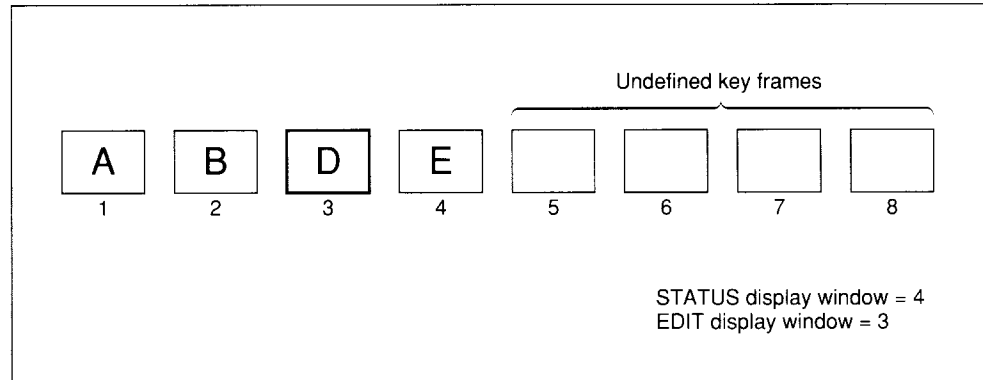 Undefined key frames
A B D E
1 2 3 4 5 6 7 8
STATUS display window = 4
EDIT display window = 3